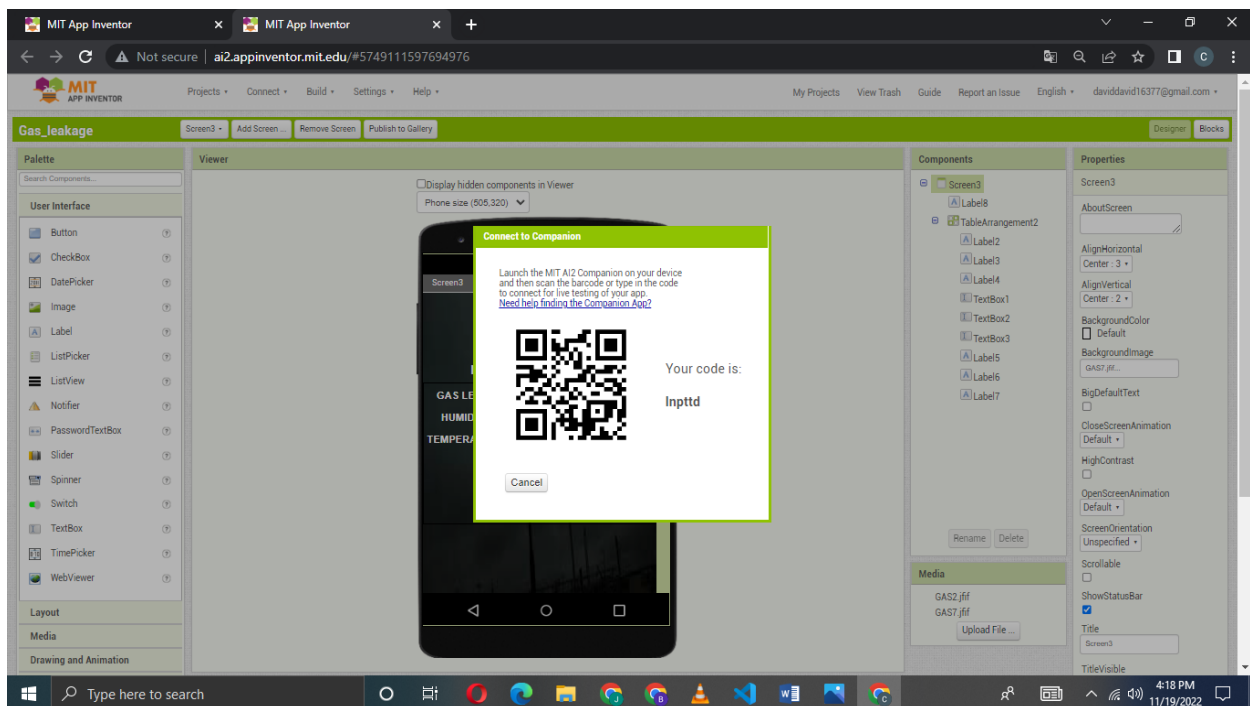 MIT App Inventor
MIT App Inventor
Not secure | ai2.appinventor.mit.edu/#5749111597694976
MIT
APP INVENTOR
Projects Connect Build Settings Help
My Projects View Trash Guide Report an Issue English daviddavid16377@gmail.com
Gas_leakage
Screen3 Add Screen ... Remove Screen Publish to Gallery
Designer Blocks
Palette
Search Components...
User Interface
Button
CheckBox
DatePicker
Image
Label
ListPicker
ListView
Notifier
PasswordTextBox
Slider
Spinner
Switch
TextBox
TimePicker
WebViewer
Layout
Media
Drawing and Animation
Viewer
Display hidden components in Viewer
Phone size (505,320)
Screen3
GAS LE
HUMID
TEMPERA
Connect to Companion
Launch the MIT AI2 Companion on your device
and then scan the barcode or type in the code
to connect for live testing of your app.
Need help finding the Companion App?
Your code is:
lnpttd
Cancel
Components
Screen3
Label8
TableArrangement2
Label2
Label3
Label4
TextBox1
TextBox2
TextBox3
Label5
Label6
Label7
Rename Delete
Media
GAS2.jfif
GAS7.jfif
Upload File ...
Properties
Screen3
AboutScreen
AlignHorizontal
Center : 3
AlignVertical
Center : 2
BackgroundColor
Default
BackgroundImage
GAS7.jfif...
BigDefaultText
CloseScreenAnimation
Default
HighContrast
OpenScreenAnimation
Default
ScreenOrientation
Unspecified
Scrollable
ShowStatusBar
Title
Screen3
TitleVisible
Type here to search
4:18 PM
11/19/2022